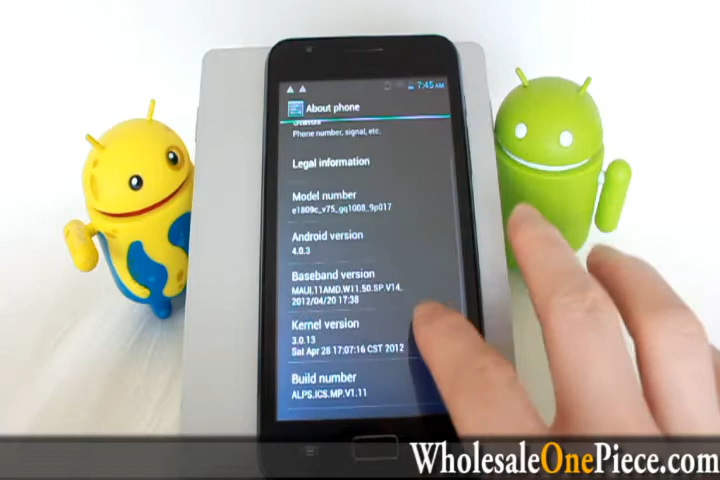 7:45 AM
About phone
Status
Phone number, signal, etc.
Legal information
Model number
e1809c_v75_gq1008_9p017
Android version
4.0.3
Baseband version
MAUL11AMD.W11.50.SP.V14,
2012/04/20 17:38
Kernel version
3.0.13
Sat Apr 28 17:07:16 CST 2012
Build number
ALPS.ICS.MP.V1.11
WholesaleOnePiece.com